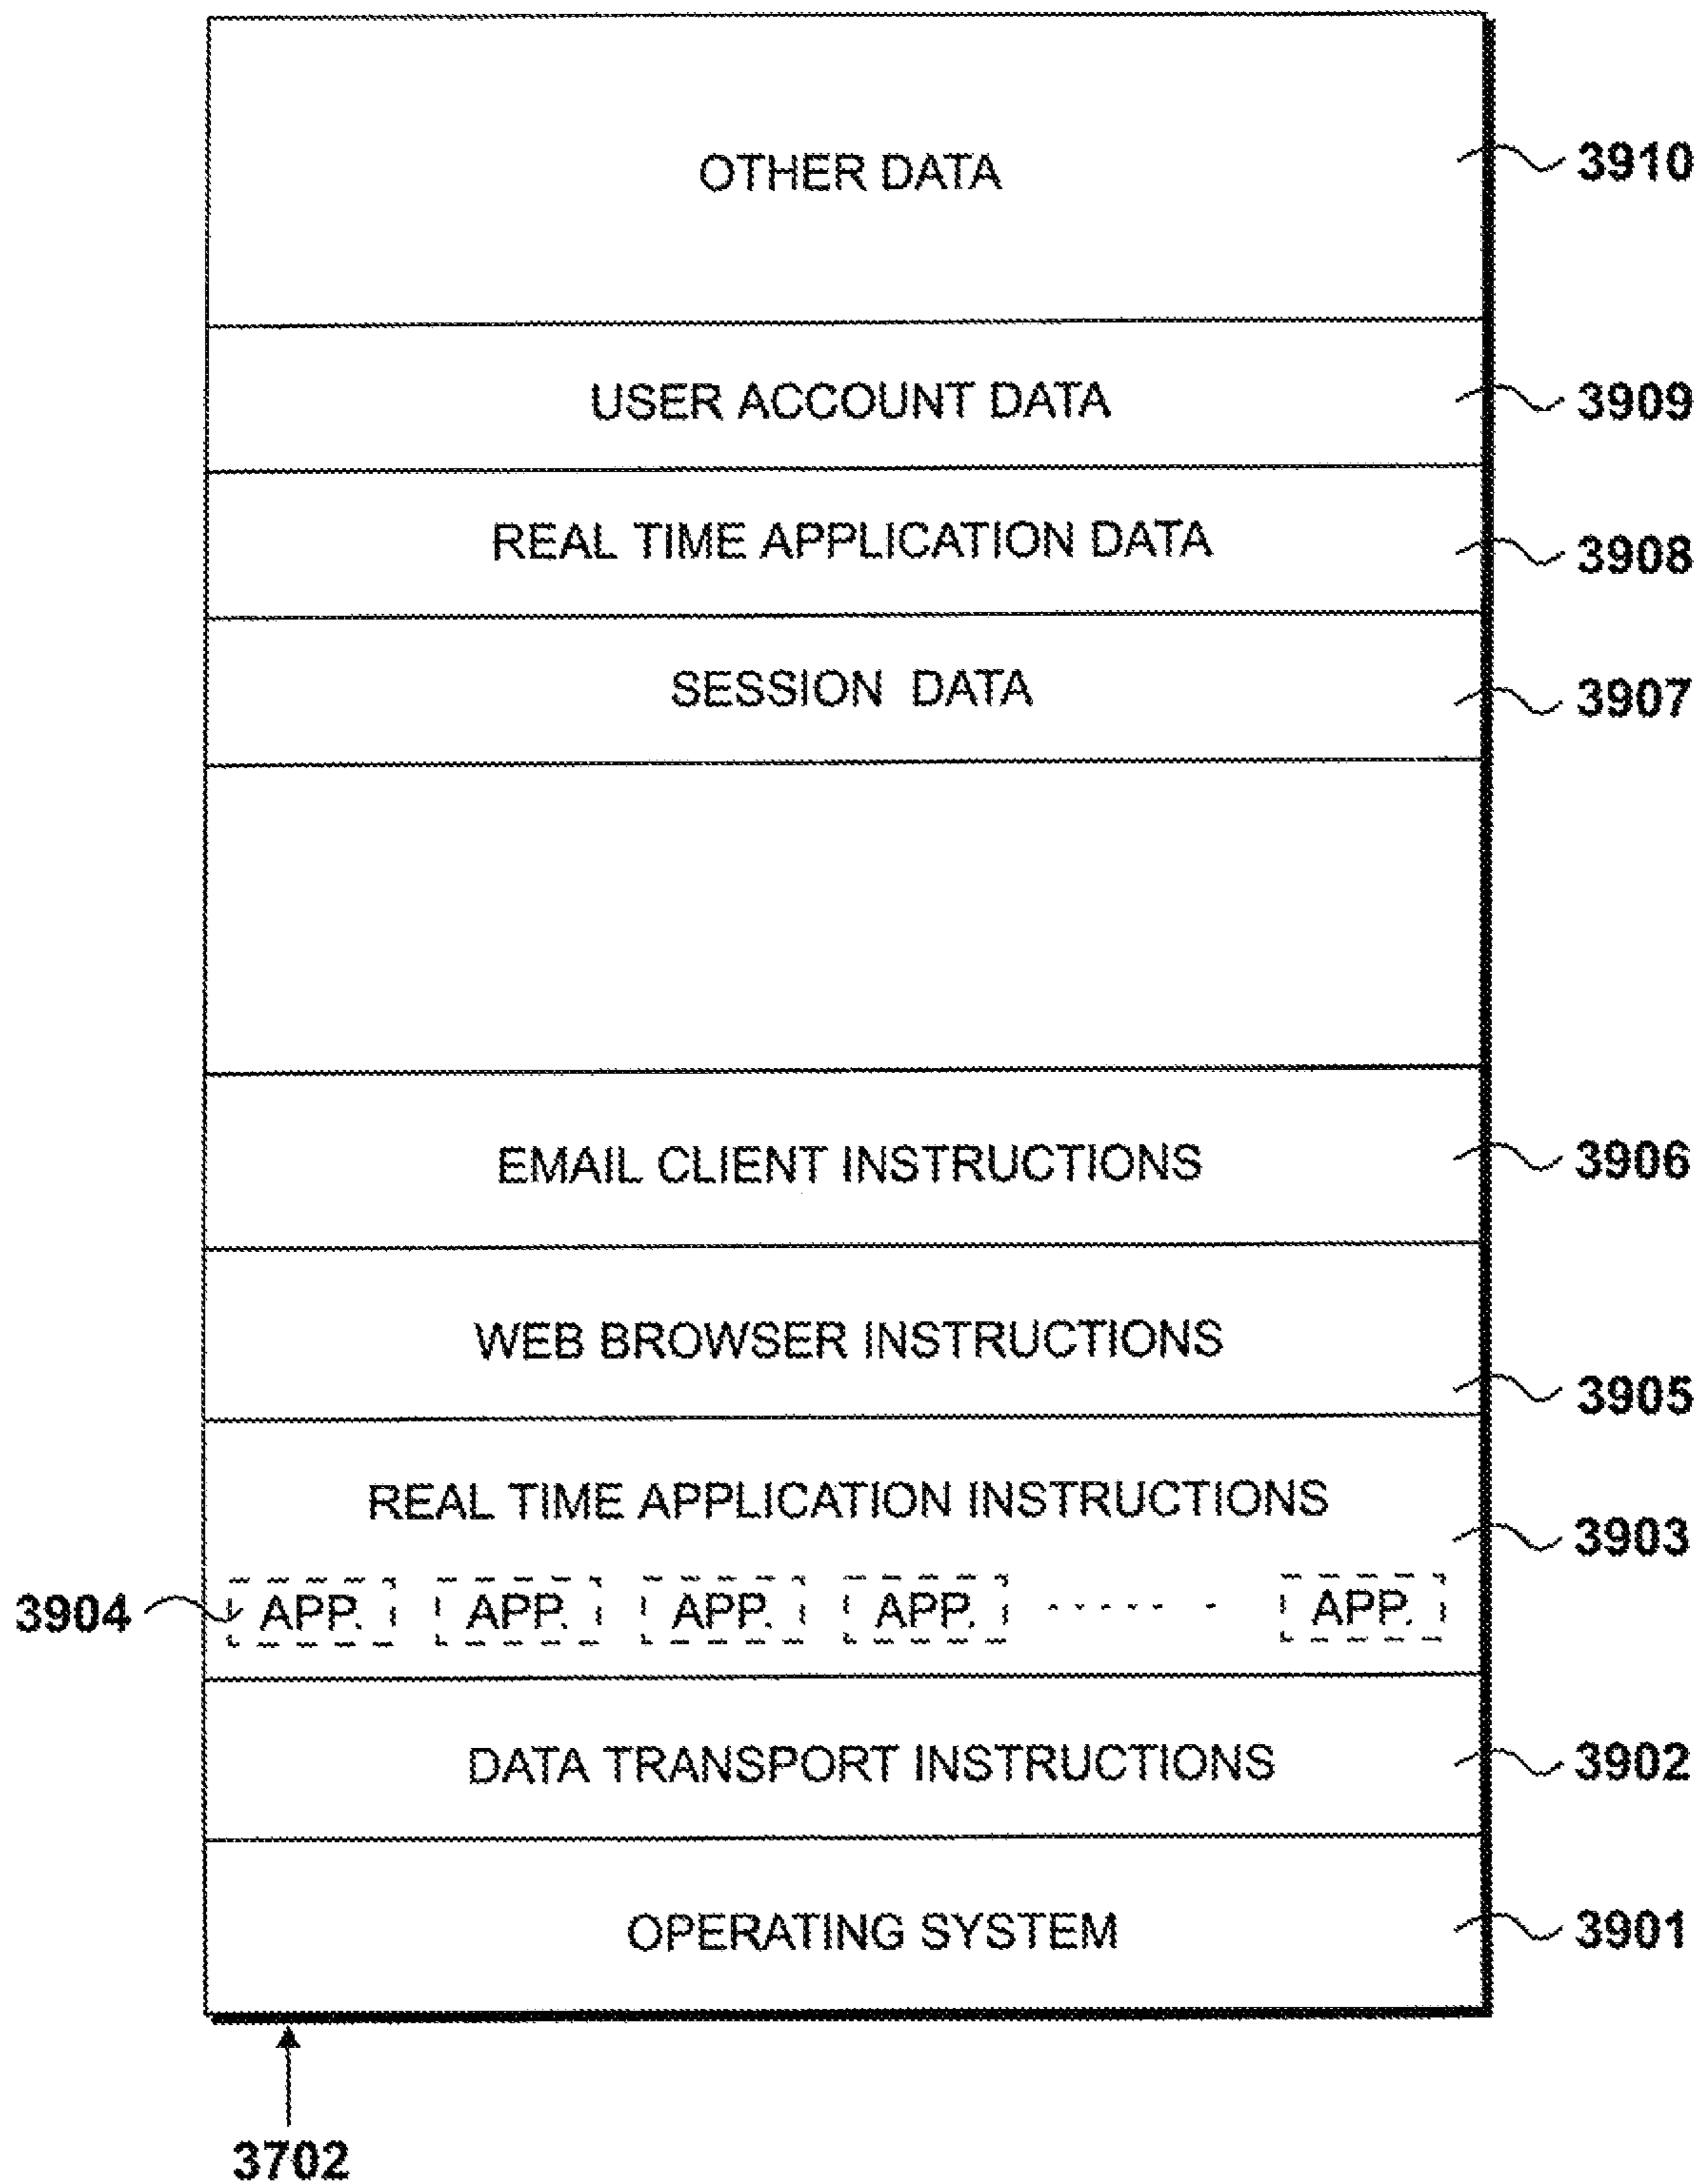 OTHER DATA 3910
USER ACCOUNT DATA 3909
REAL TIME APPLICATION DATA 3908
SESSION DATA 3907
EMAIL CLIENT INSTRUCTIONS 3906
WEB BROWSER INSTRUCTIONS 3905
REAL TIME APPLICATION INSTRUCTIONS 3903
3904 APP. APP. APP. APP. APP.
DATA TRANSPORT INSTRUCTIONS 3902
OPERATING SYSTEM 3901
3702